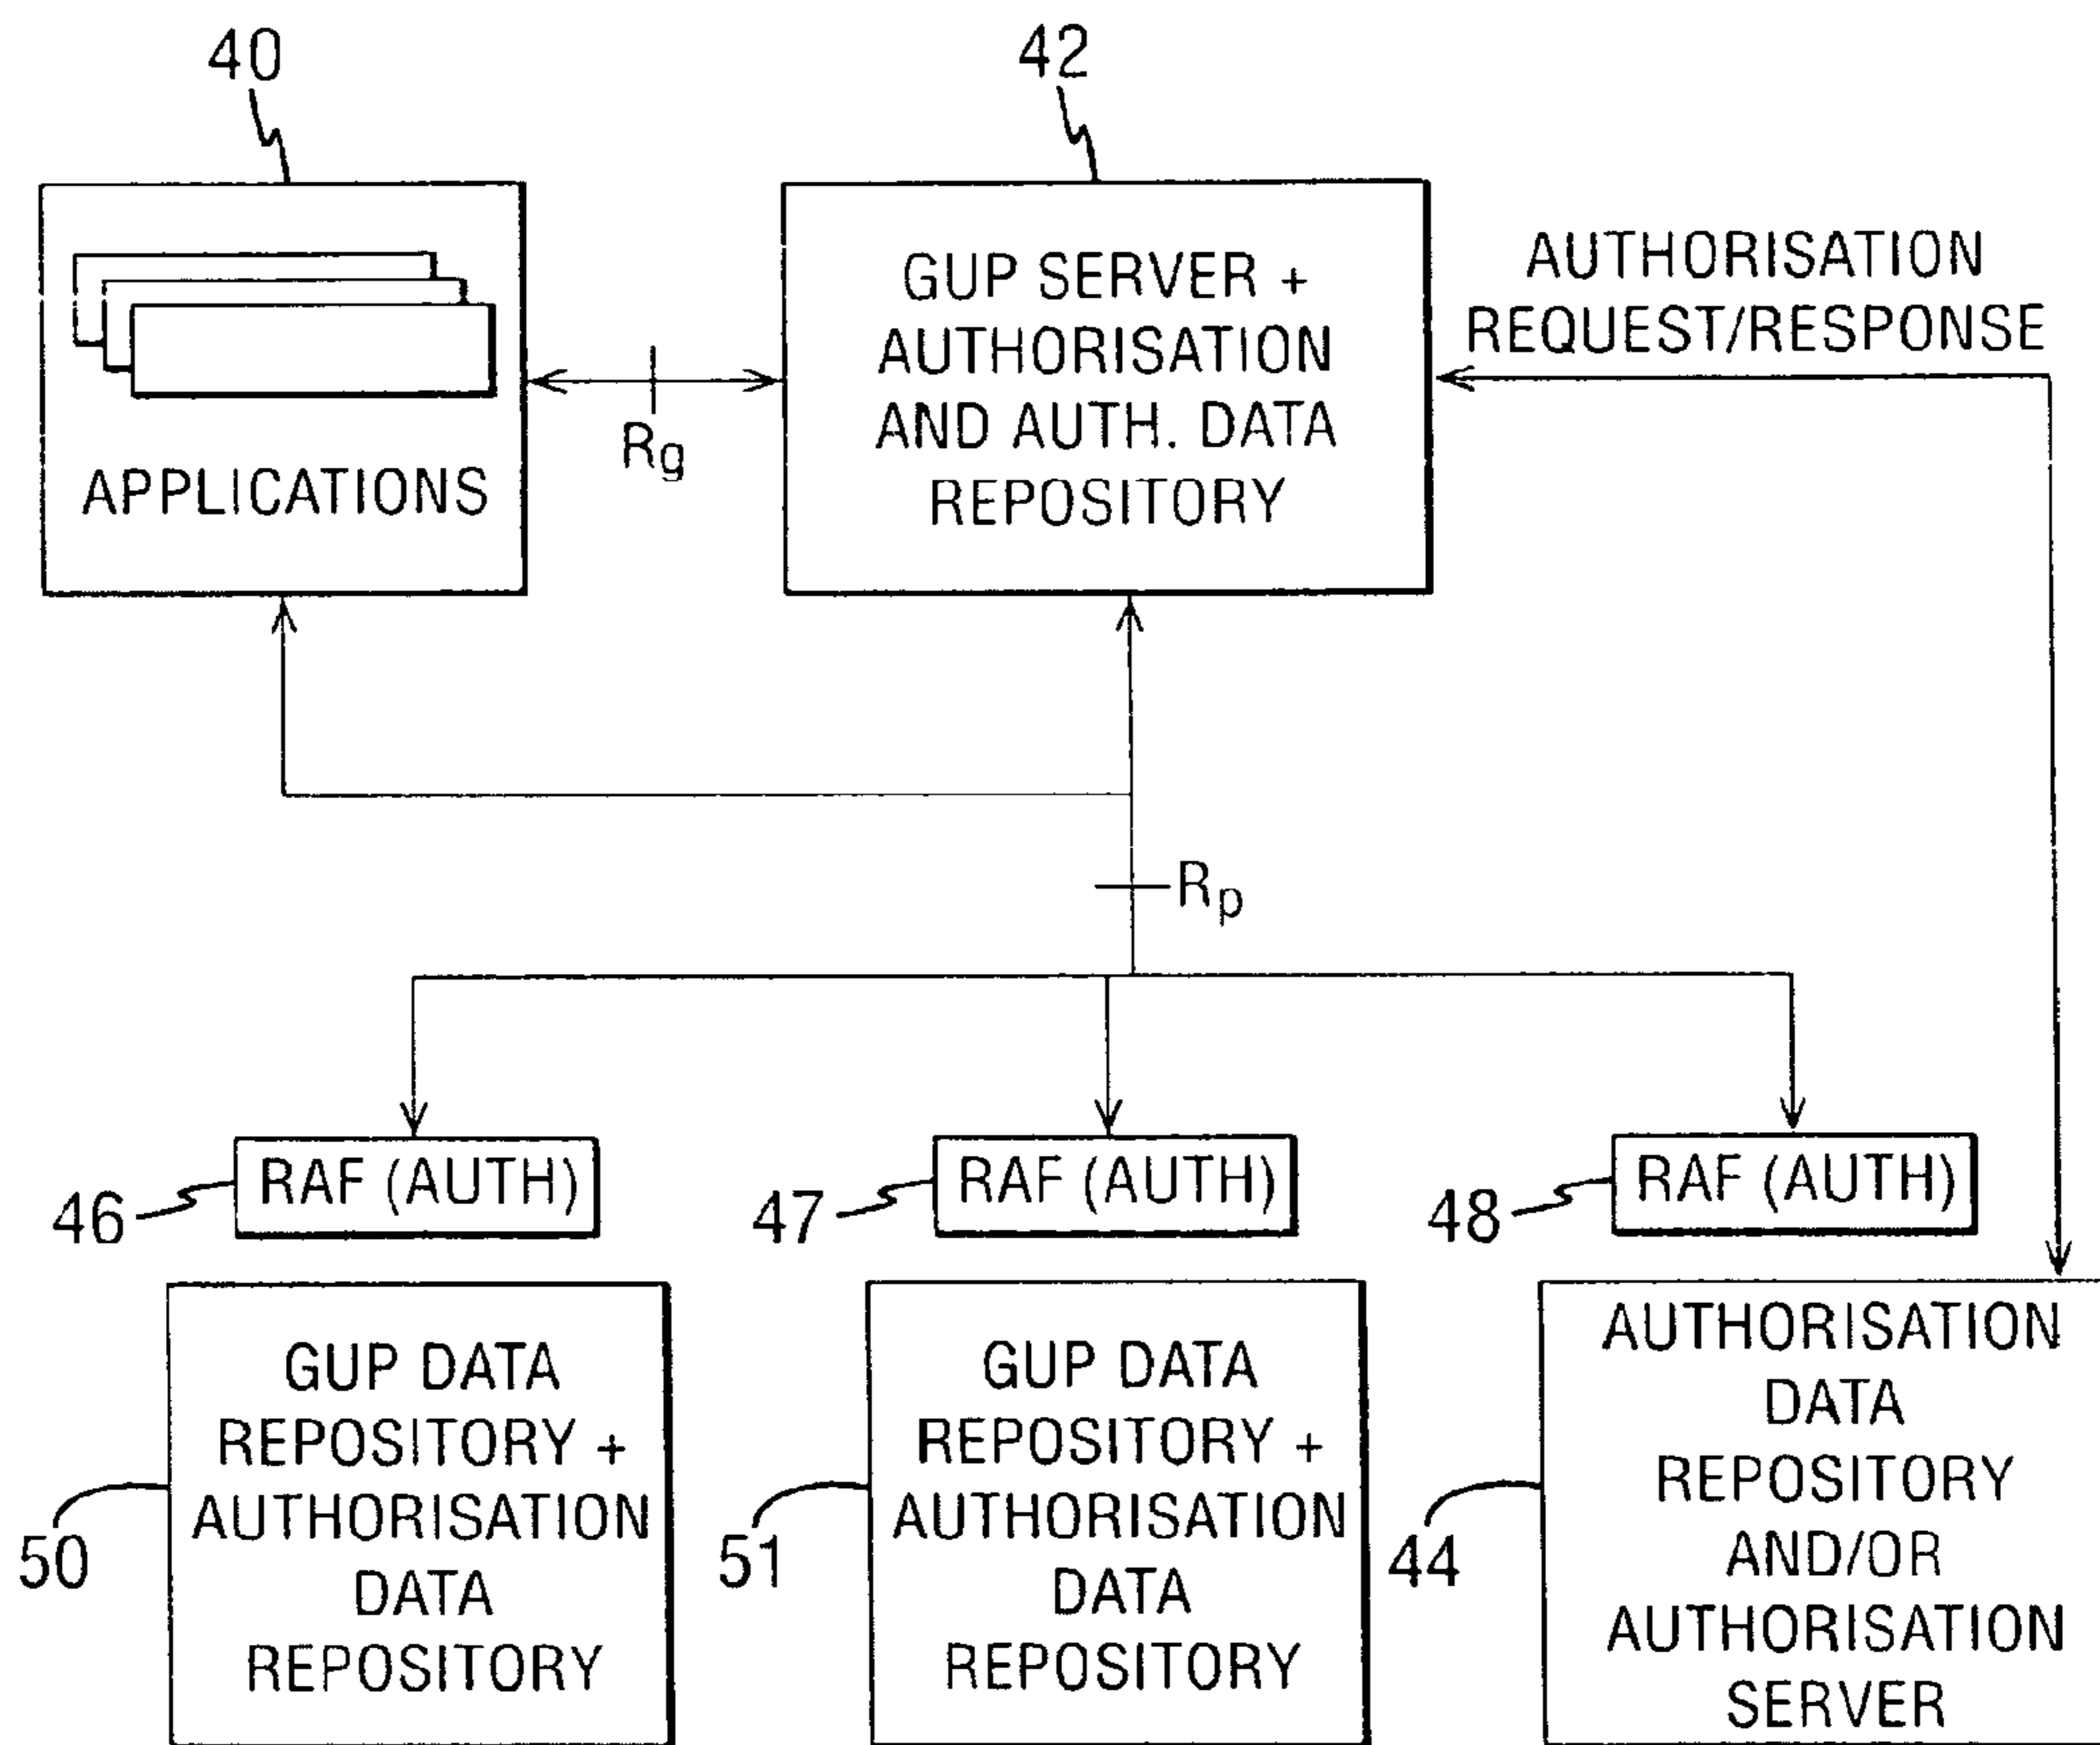 40
42
GUP SERVER +
AUTHORISATION
AND AUTH. DATA
REPOSITORY
AUTHORISATION
REQUEST/RESPONSE
APPLICATIONS
Rg
Rp
RAF (AUTH)
46
RAF (AUTH)
47
RAF (AUTH)
48
GUP DATA
REPOSITORY +
AUTHORISATION
DATA
REPOSITORY
50
GUP DATA
REPOSITORY +
AUTHORISATION
DATA
REPOSITORY
51
AUTHORISATION
DATA
REPOSITORY
AND/OR
AUTHORISATION
SERVER
44